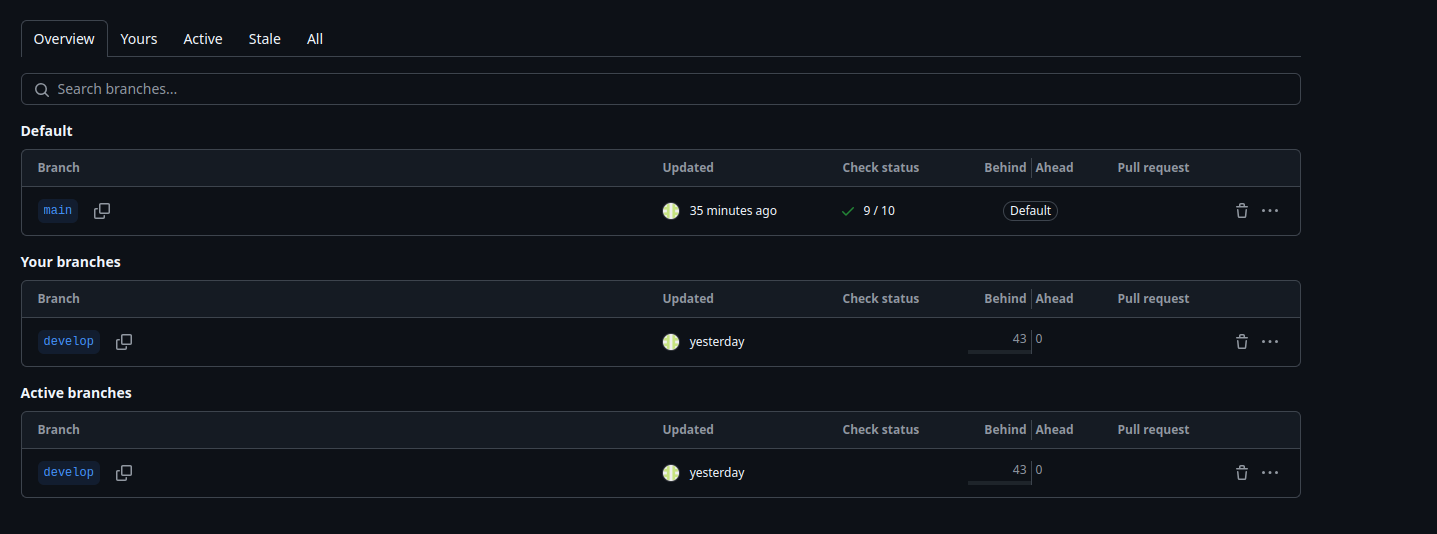 Overview Yours Active Stale All
Search branches...
Default
Branch Updated Check status Behind Ahead Pull request
main 35 minutes ago 9 / 10 Default
Your branches
Branch Updated Check status Behind Ahead Pull request
develop yesterday 43 0
Active branches
Branch Updated Check status Behind Ahead Pull request
develop yesterday 43 0